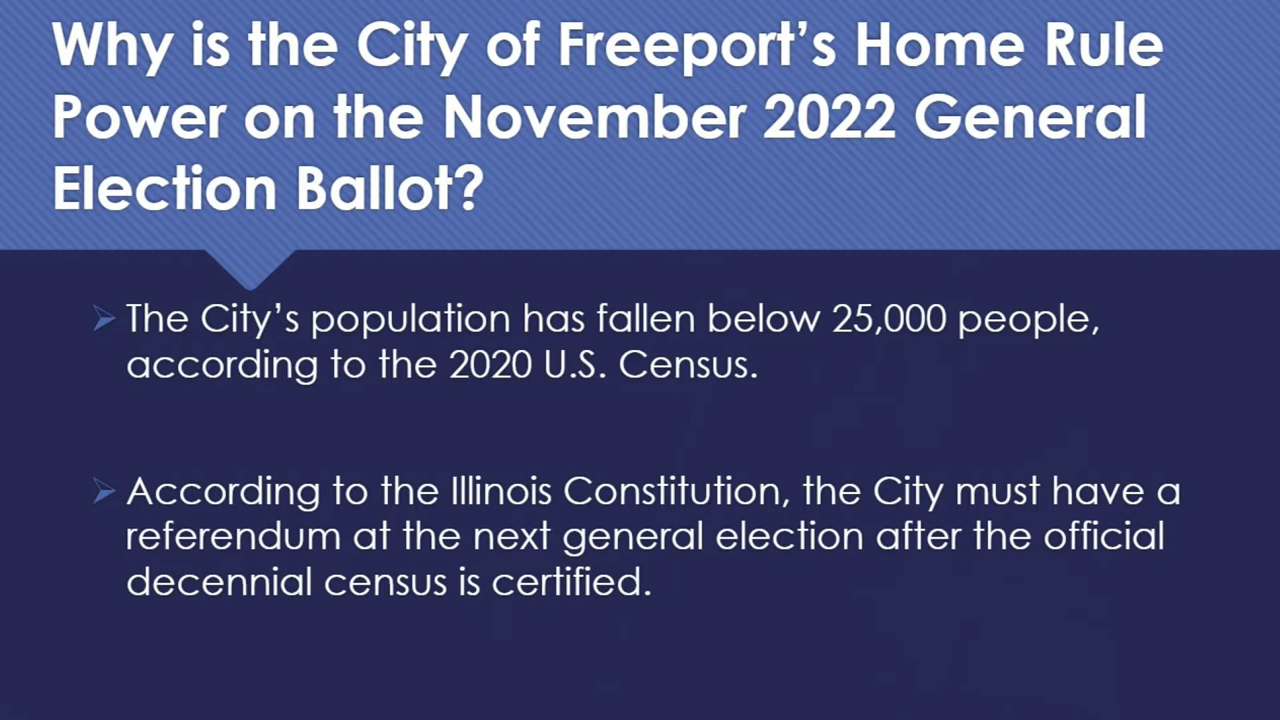 Why is the City of Freeport’s Home Rule
Power on the November 2022 General
Election Ballot?
The City’s population has fallen below 25,000 people,
according to the 2020 U.S. Census.
According to the Illinois Constitution, the City must have a
referendum at the next general election after the official
decennial census is certified.